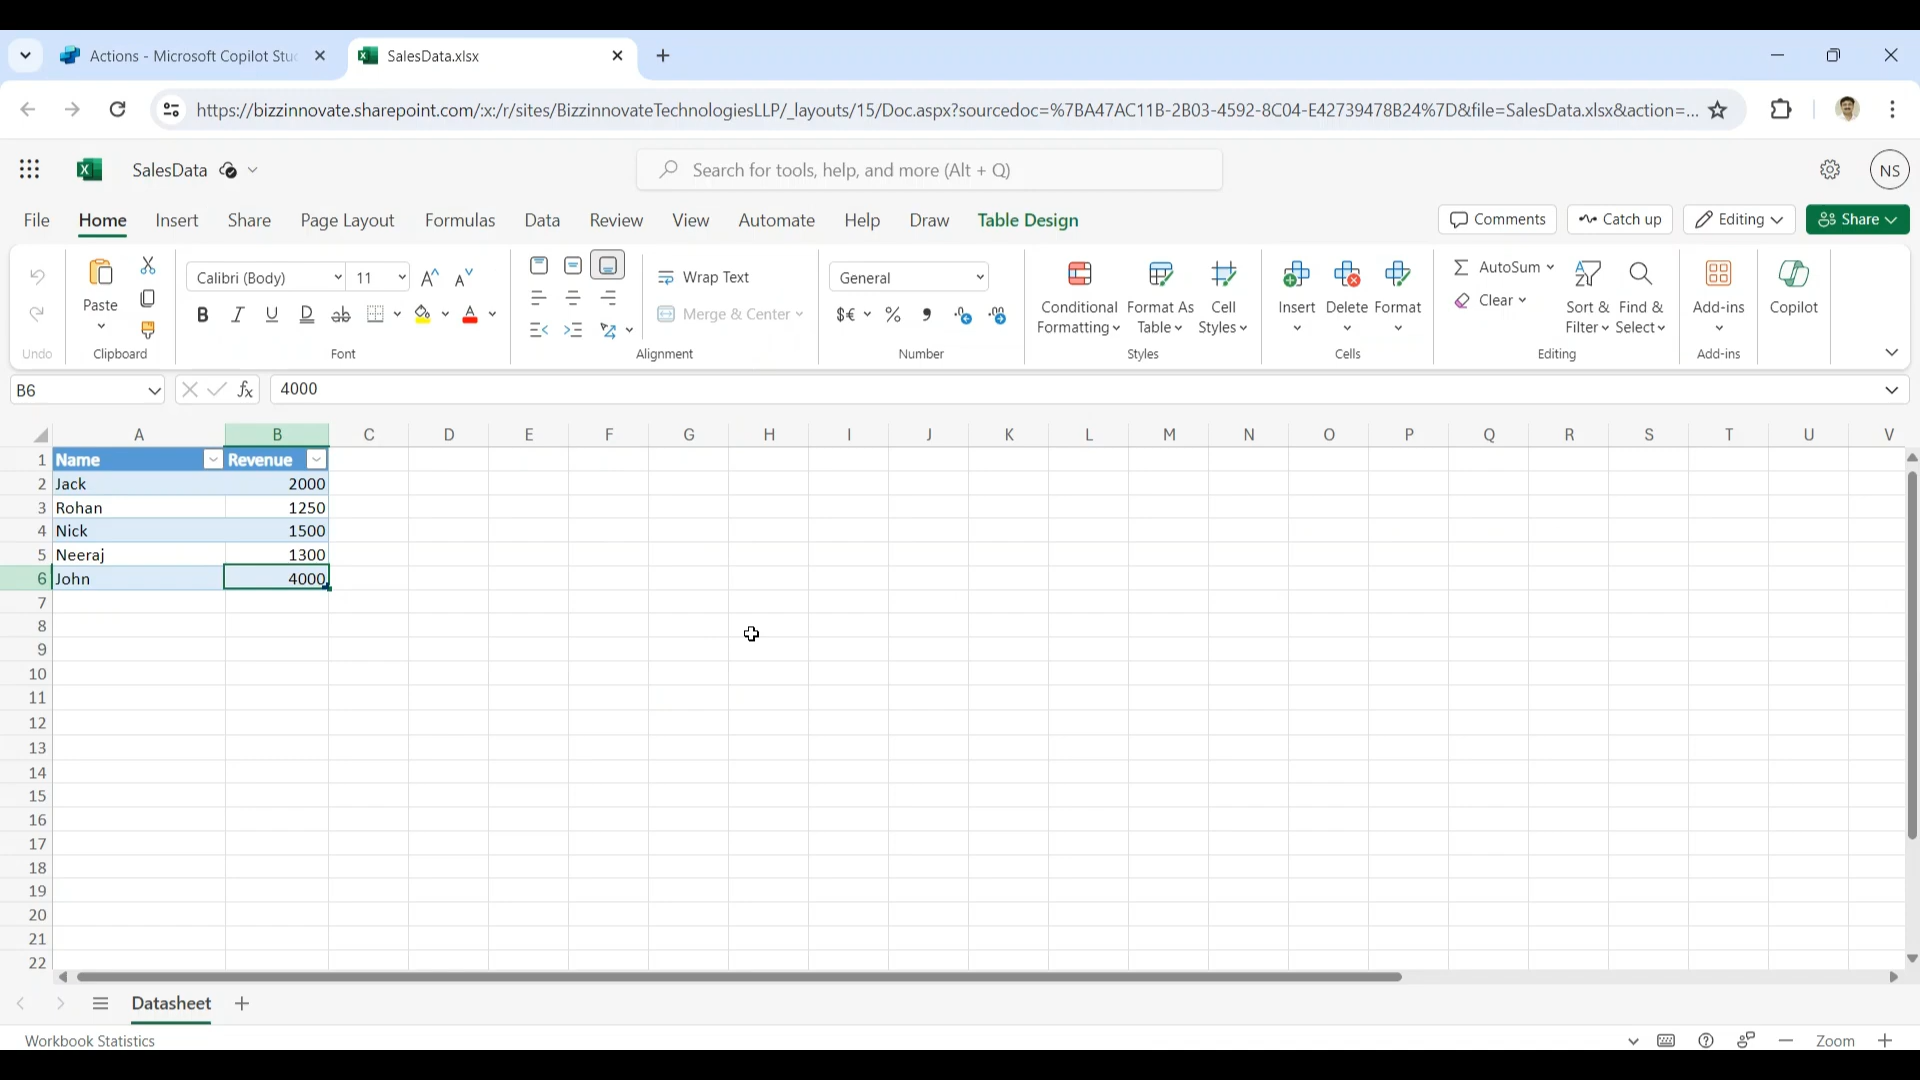 Actions - Microsoft Copilot Stu
SalesData.xlsx
https://bizzinnovate.sharepoint.com/:x:/r/sites/BizzinnovateTechnologiesLLP/_layouts/15/Doc.aspx?sourcedoc=%7BA47AC11B-2B03-4592-8C04-E42739478B24%7D&file=SalesData.xlsx&action=...
SalesData
Search for tools, help, and more (Alt + Q)
NS
File Home Insert Share Page Layout Formulas Data Review View Automate Help Draw Table Design
Comments Catch up Editing Share
Paste
Undo
Clipboard
Calibri (Body) 11
B I U D ab
Font
Wrap Text
Merge & Center
Alignment
General
$€ % 9
Number
Conditional Formatting
Format As Table
Cell Styles
Styles
Insert Delete Format
Cells
AutoSum
Clear
Sort & Filter
Find & Select
Editing
Add-ins
Add-ins
Copilot
B6 fx 4000
A B C D E F G H I J K L M N O P Q R S T U V
1 Name Revenue
2 Jack 2000
3 Rohan 1250
4 Nick 1500
5 Neeraj 1300
6 John 4000
7
8
9
10
11
12
13
14
15
16
17
18
19
20
21
22
Datasheet
Workbook Statistics
Zoom